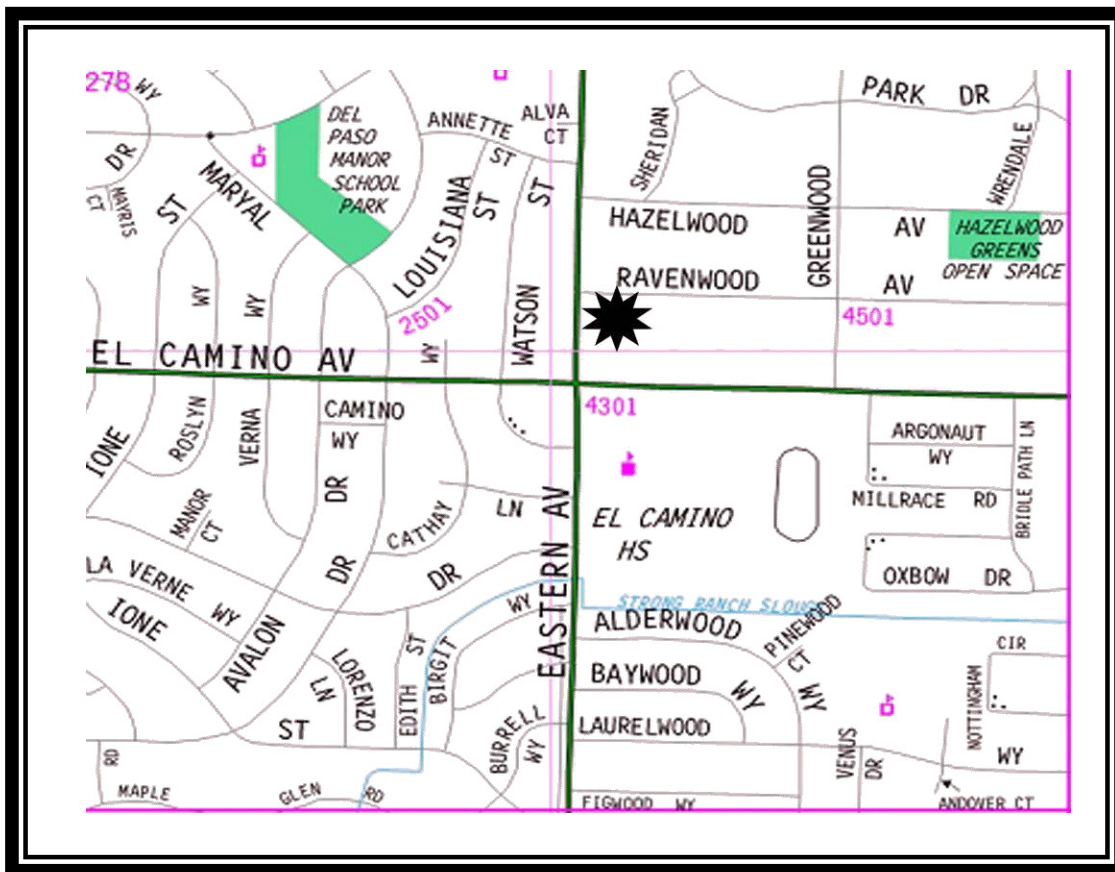 278
WY
PARK DR
DEL
PASO
MANOR
SCHOOL
PARK
ANNETTE
ST
ALVA
CT
SHERIDAN
WRENDALE
DR
MAYRIS
CT
ST
MARYAL
LOUISIANA
ST
ST
HAZELWOOD
GREENWOOD
AV
HAZELWOOD
GREENS
OPEN SPACE
RAVENWOOD
AV
WY
WY
2501
WATSON
4501
WY
EL CAMINO AV
4301
IONE
ROSLYN
VERNA
CAMINO
WY
DR
ARGONAUT
WY
BRIDLE PATH LN
MILLRACE RD
MANOR
CT
CATHAY
LN
EASTERN AV
EL CAMINO
HS
LA VERNE WY
DR
DR
OXBOW DR
IONE
WY
STRONG RANCH SLOUGH
ALDERWOOD
PINEWOOD
CT
AVALON
LN
LORENZO
EDITH
ST
BIRGIT
BAYWOOD
WY
WY
CIR
NOTTINGHAM
ST
BURRELL
WY
LAURELWOOD
VENUS
DR
WY
RD
MAPLE
GLEN
RD
FIGWOOD WY
ANDOVER CT